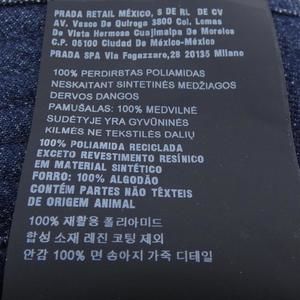 PRADA RETAIL MÉXICO, S DE RL DE CV
AV. Vasco De Quiroga 3800 Col. Lomas
De Vista Hermosa Cuajimalpa De Morelos
C.P. 05100 Ciudad De México-México
PRADA SPA Via Fogazzaro, 28 20135 Milano
100% PERDIRBTAS POLIAMIDAS
NESKAITANT SINTETINĖS MEDŽIAGOS
DERVOS DANGOS
PAMUŠALAS: 100% MEDVILNĖ
SUDĖTYJE YRA GYVŪNINĖS
KILMĖS NE TEKSTILĖS DALIŲ
100% POLIAMIDA RECICLADA
EXCETO REVESTIMENTO RESÍNICO
EM MATERIAL SINTÉTICO
FORRO: 100% ALGODÃO
CONTÉM PARTES NÃO TÊXTEIS
DE ORIGEM ANIMAL
100% 재활용 폴리아미드
합성 소재 레진 코팅 제외
안감 100% 면 송아지 가죽 디테일